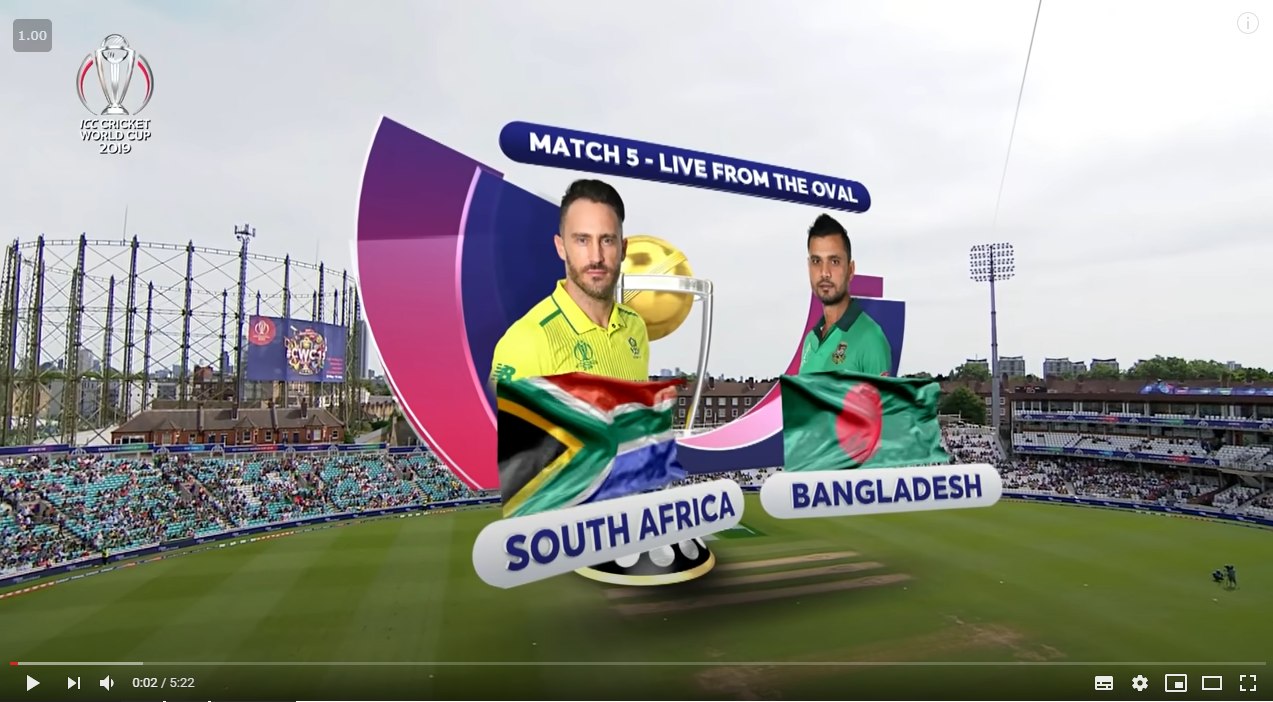 1.00
ICC CRICKET
WORLD CUP
2019
MATCH 5 - LIVE FROM THE OVAL
#CWC19
SOUTH AFRICA
BANGLADESH
0:02 / 5:22